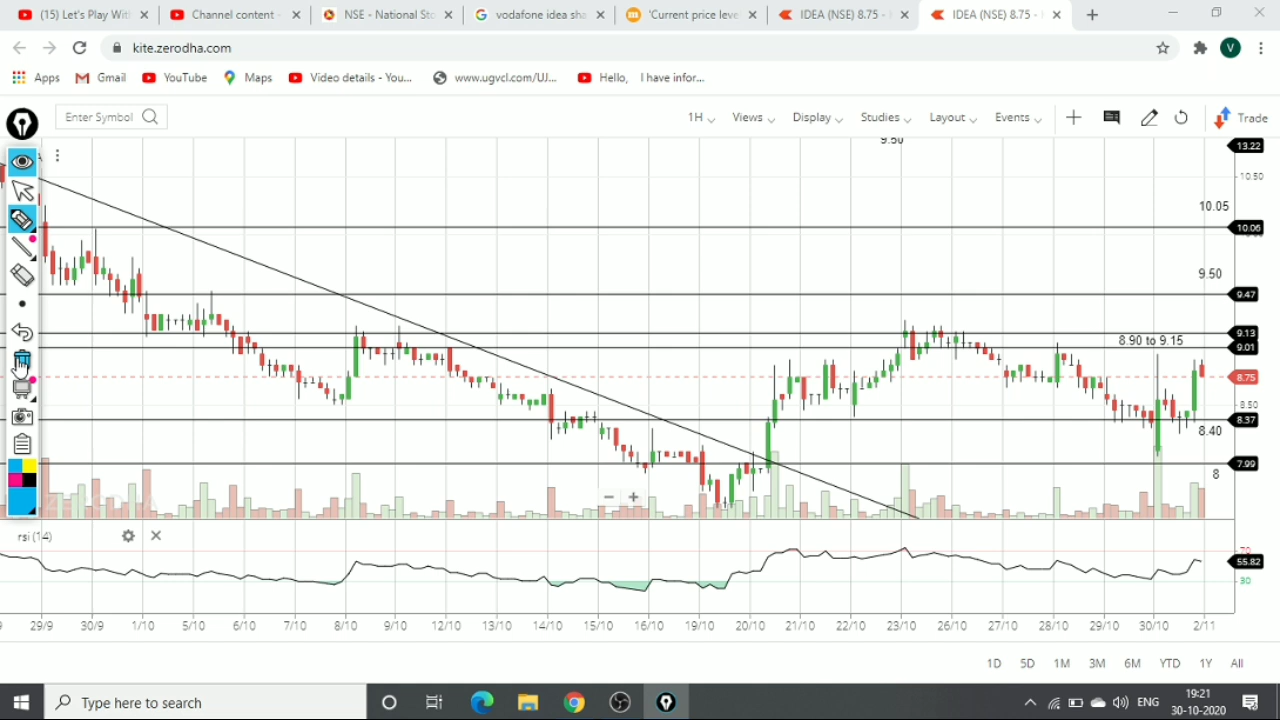 (15) Let's Play Wit
Channel content -
NSE - National Sto
vodafone idea sha
'Current price leve
IDEA (NSE) 8.75 -
IDEA (NSE) 8.75 -
kite.zerodha.com
V
Apps
Gmail
YouTube
Maps
Video details - You...
www.ugvcl.com/UJ...
Hello, I have infor...
Enter Symbol
1H
Views
Display
Studies
Layout
Events
Trade
9.50
13.22
10.50
10.05
10.06
9.50
9.47
9.13
8.90 to 9.15
9.01
8.75
8.50
8.37
8.40
7.99
8
rsi (14)
70
55.82
30
29/9 30/9 1/10 5/10 6/10 7/10 8/10 9/10 12/10 13/10 14/10 15/10 16/10 19/10 20/10 21/10 22/10 23/10 26/10 27/10 28/10 29/10 30/10 2/11
1D 5D 1M 3M 6M YTD 1Y All
Type here to search
ENG
19:21
30-10-2020